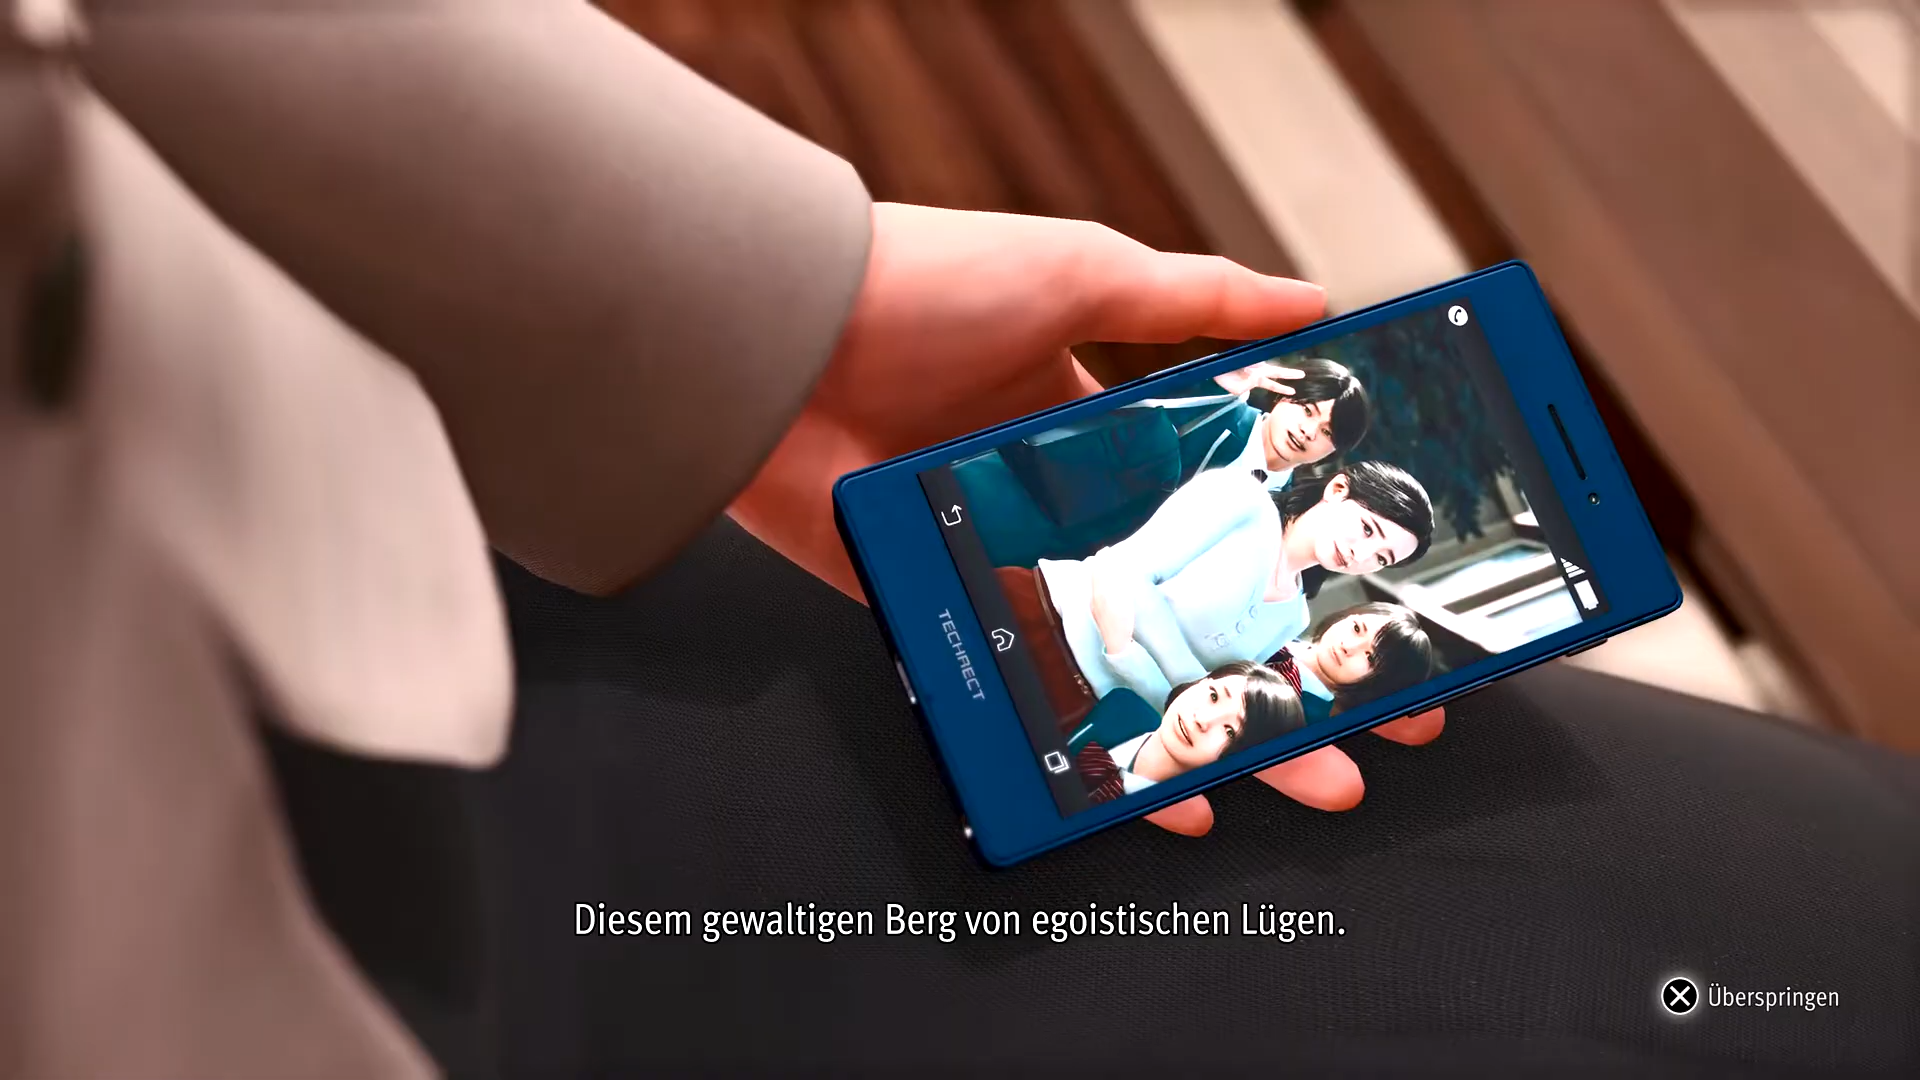 TECHRECT
Diesem gewaltigen Berg von egoistischen Lügen.
Überspringen